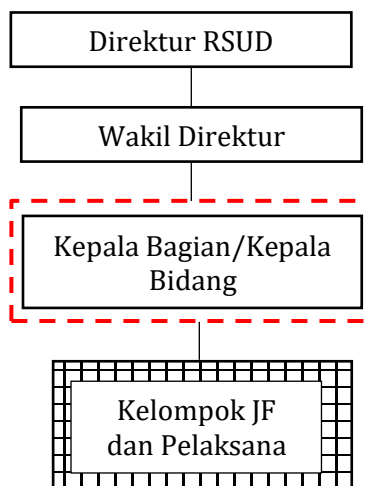 Direktur RSUD
Wakil Direktur
Kepala Bagian/Kepala
Bidang
Kelompok JF
dan Pelaksana